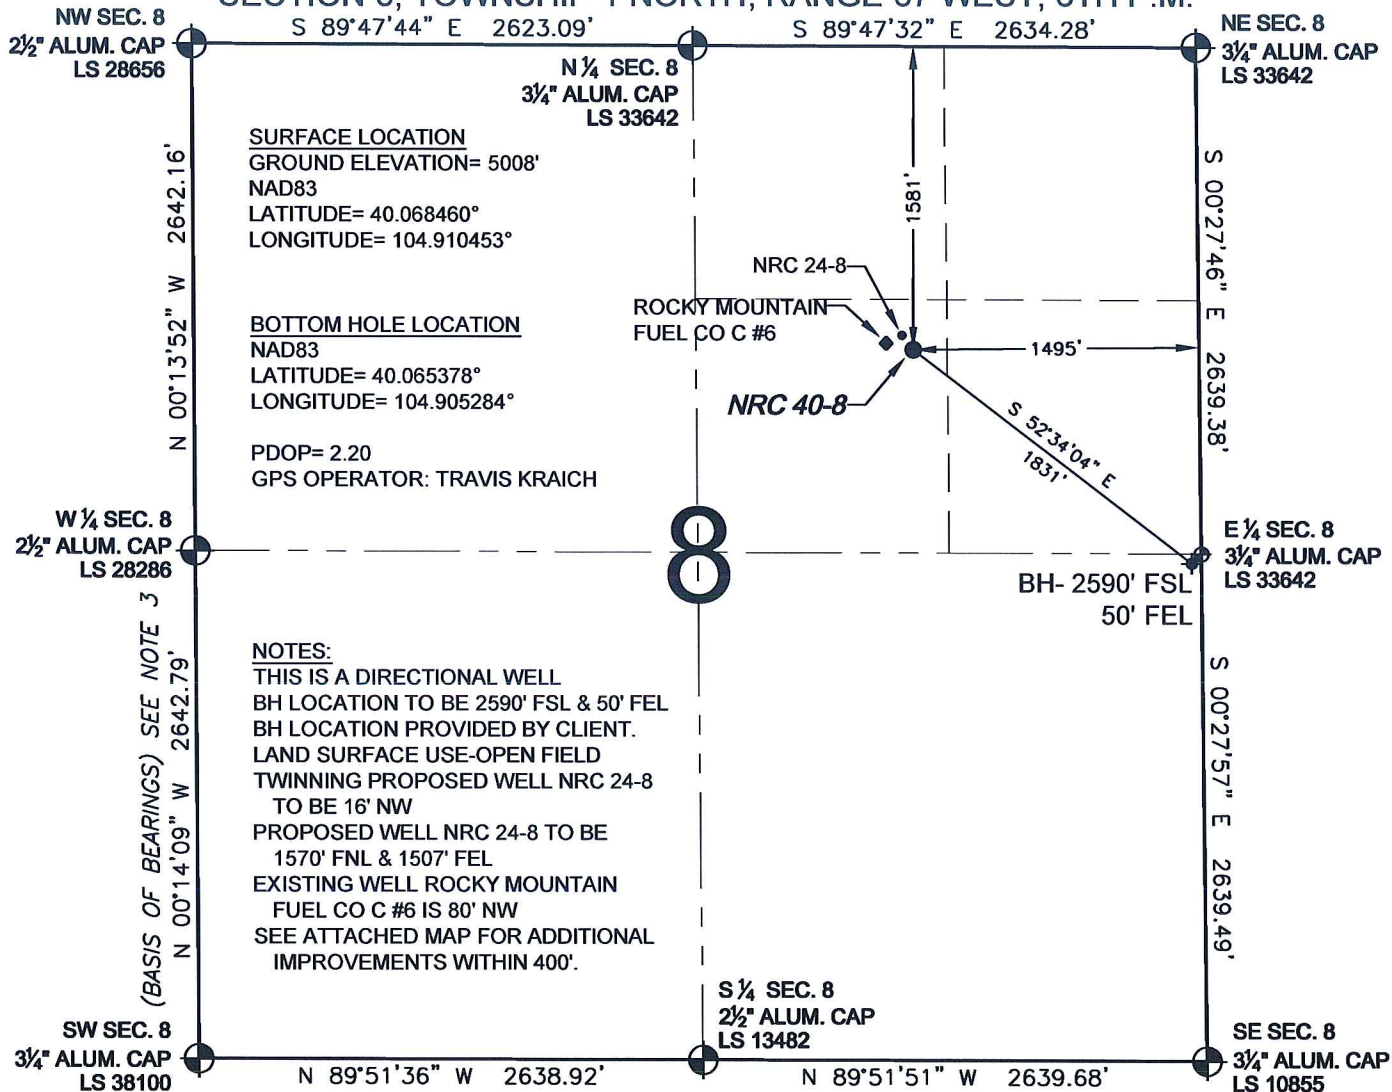 NW SEC. 8
2½" ALUM. CAP
LS 28656
S 89°47'44" E 2623.09'
N ¼ SEC. 8
3¼" ALUM. CAP
LS 33642
S 89°47'32" E 2634.28'
NE SEC. 8
3¼" ALUM. CAP
LS 33642
N 00°13'52" W 2642.16'
SURFACE LOCATION
GROUND ELEVATION= 5008'
NAD83
LATITUDE= 40.068460°
LONGITUDE= 104.910453°
BOTTOM HOLE LOCATION
NAD83
LATITUDE= 40.065378°
LONGITUDE= 104.905284°
PDOP= 2.20
GPS OPERATOR: TRAVIS KRAICH
1581'
NRC 24-8
ROCKY MOUNTAIN
FUEL CO C #6
1495'
NRC 40-8
S 52°34'04" E
1831'
S 00°27'46" E 2639.38'
W ¼ SEC. 8
2½" ALUM. CAP
LS 28286
8
E ¼ SEC. 8
3¼" ALUM. CAP
LS 33642
BH- 2590' FSL
50' FEL
(BASIS OF BEARINGS) SEE NOTE 3
N 00°14'09" W 2642.79'
NOTES:
THIS IS A DIRECTIONAL WELL
BH LOCATION TO BE 2590' FSL & 50' FEL
BH LOCATION PROVIDED BY CLIENT.
LAND SURFACE USE-OPEN FIELD
TWINNING PROPOSED WELL NRC 24-8
TO BE 16' NW
PROPOSED WELL NRC 24-8 TO BE
1570' FNL & 1507' FEL
EXISTING WELL ROCKY MOUNTAIN
FUEL CO C #6 IS 80' NW
SEE ATTACHED MAP FOR ADDITIONAL
IMPROVEMENTS WITHIN 400'.
S 00°27'57" E 2639.49'
SW SEC. 8
3¼" ALUM. CAP
LS 38100
N 89°51'36" W 2638.92'
S ¼ SEC. 8
2½" ALUM. CAP
LS 13482
N 89°51'51" W 2639.68'
SE SEC. 8
3¼" ALUM. CAP
LS 10855